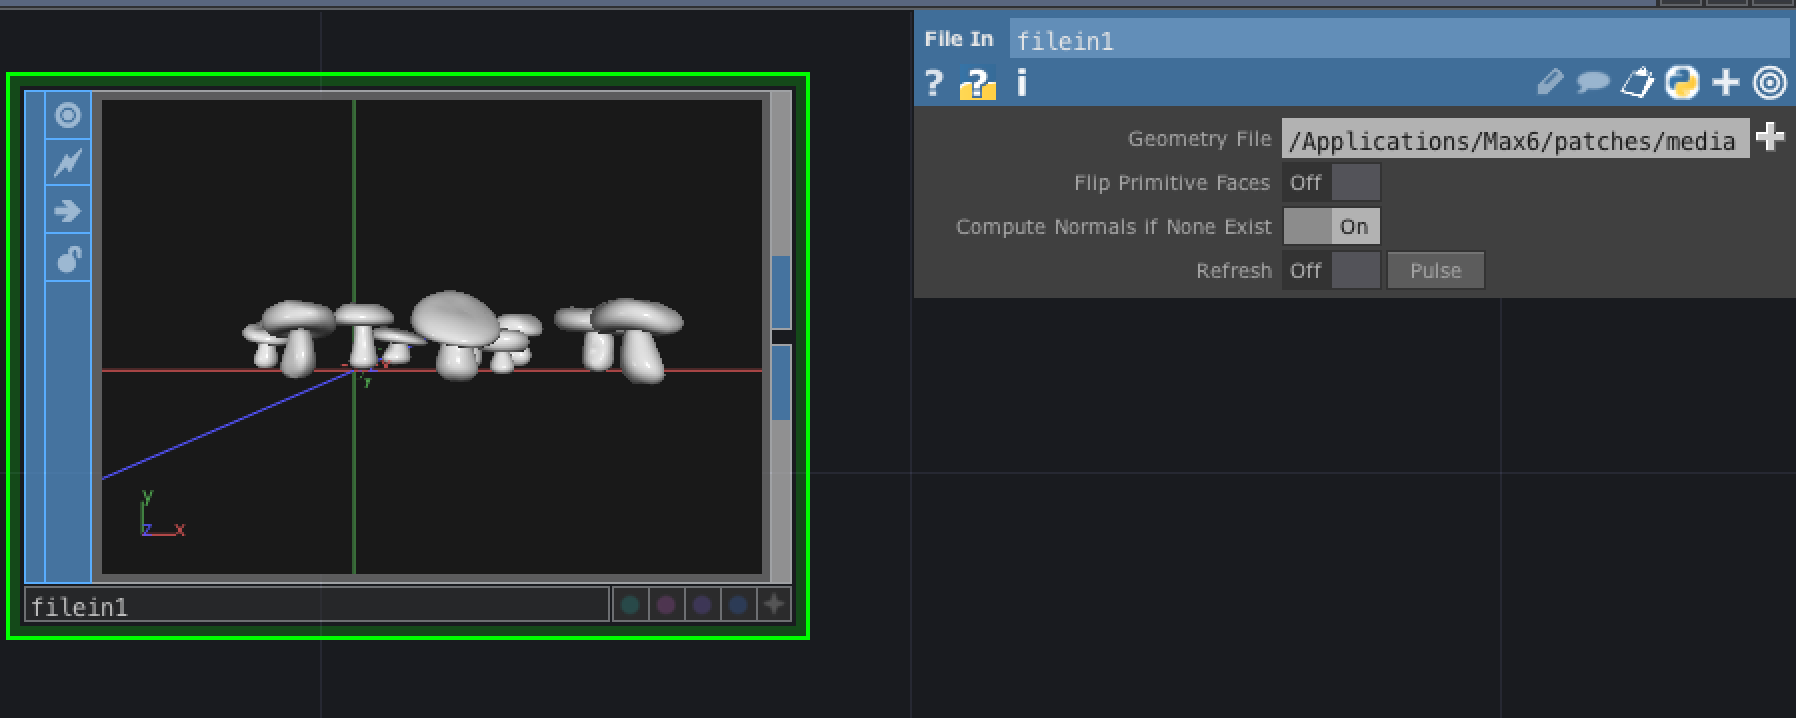 File In filein1
? ? i
Geometry File /Applications/Max6/patches/media
Flip Primitive Faces Off
Compute Normals if None Exist On
Refresh Off Pulse
y
y
z x
filein1